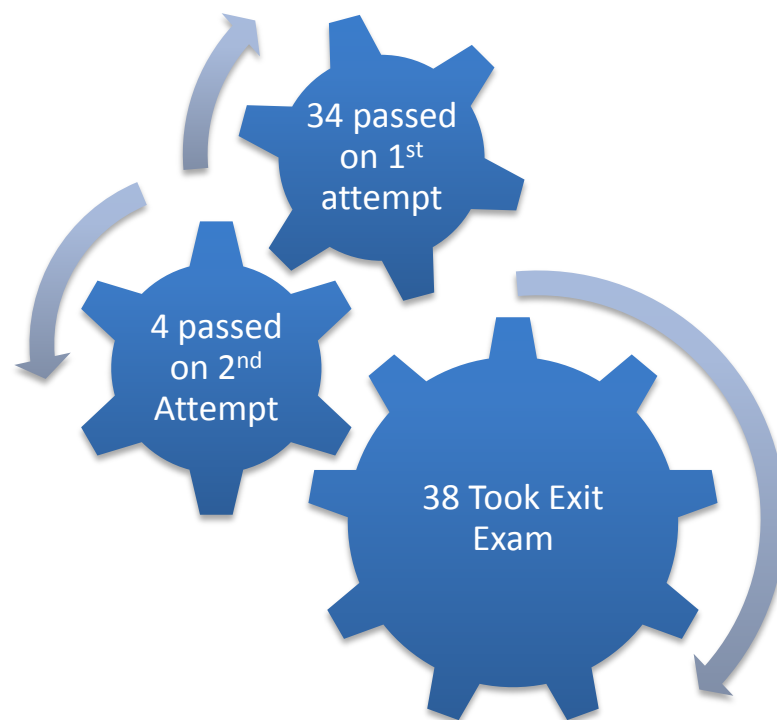 34 passed
on 1st
attempt
4 passed
on 2nd
Attempt
38 Took Exit
Exam